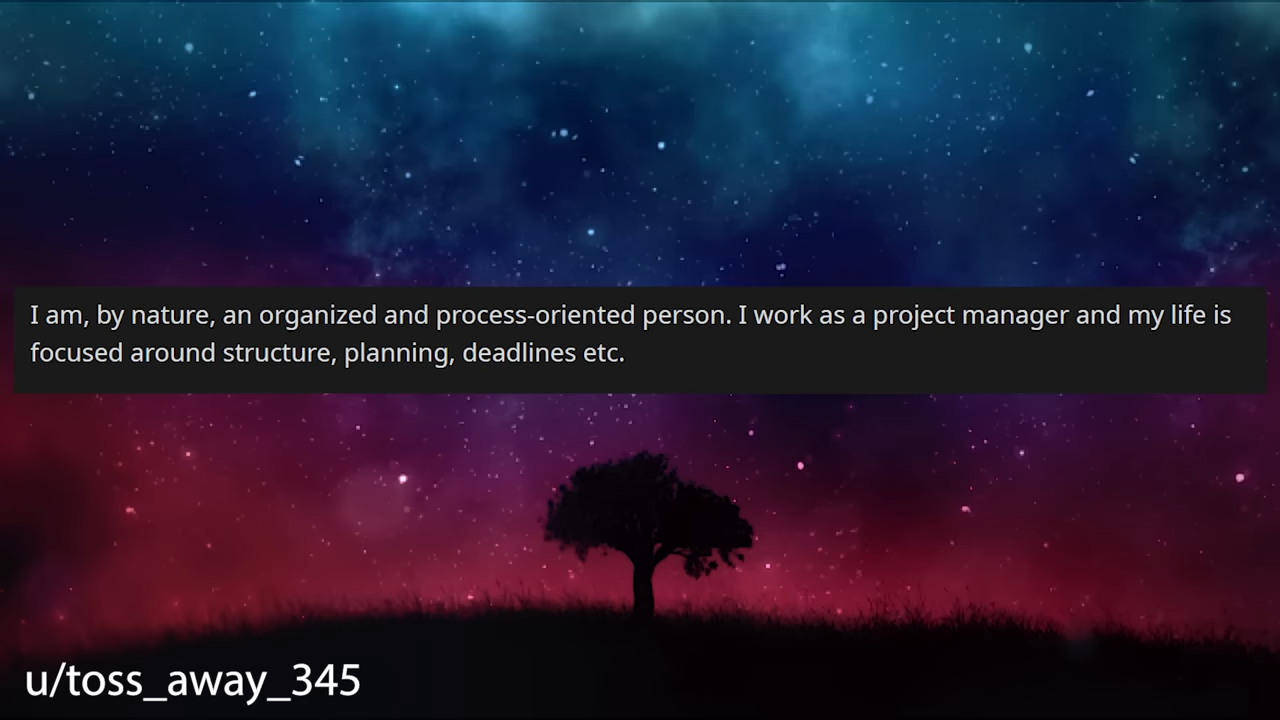 I am, by nature, an organized and process-oriented person. I work as a project manager and my life is
focused around structure, planning, deadlines etc.
u/toss_away_345